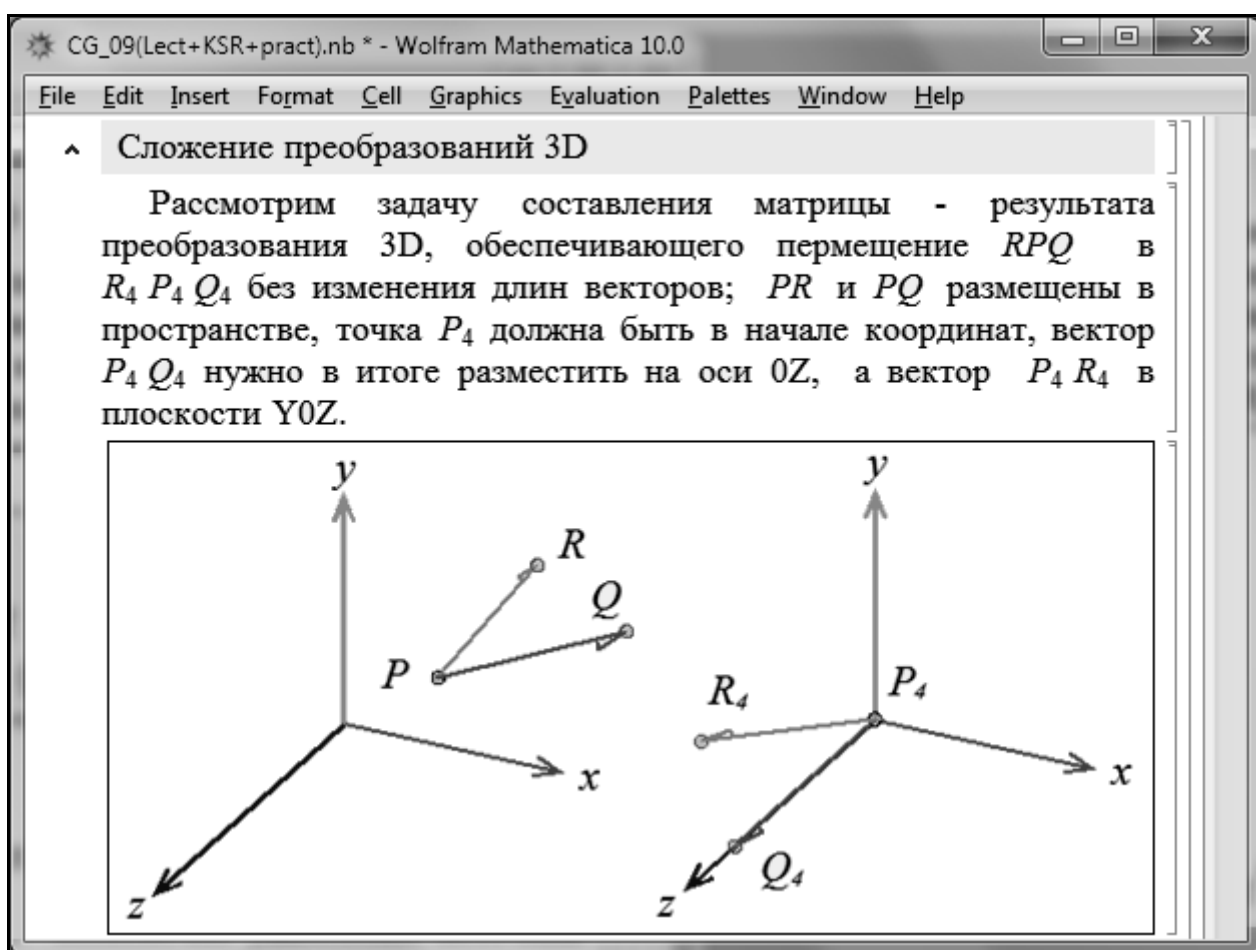 CG_09(Lect+KSR+pract).nb * - Wolfram Mathematica 10.0
File Edit Insert Format Cell Graphics Evaluation Palettes Window Help
Сложение преобразований 3D
Рассмотрим задачу составления матрицы - результата
преобразования 3D, обеспечивающего пермещение RPQ в
R₄ P₄ Q₄ без изменения длин векторов; PR и PQ размещены в
пространстве, точка P₄ должна быть в начале координат, вектор
P₄ Q₄ нужно в итоге разместить на оси 0Z, а вектор P₄ R₄ в
плоскости Y0Z.
y
R
Q
P
x
z
y
P₄
R₄
x
Q₄
z